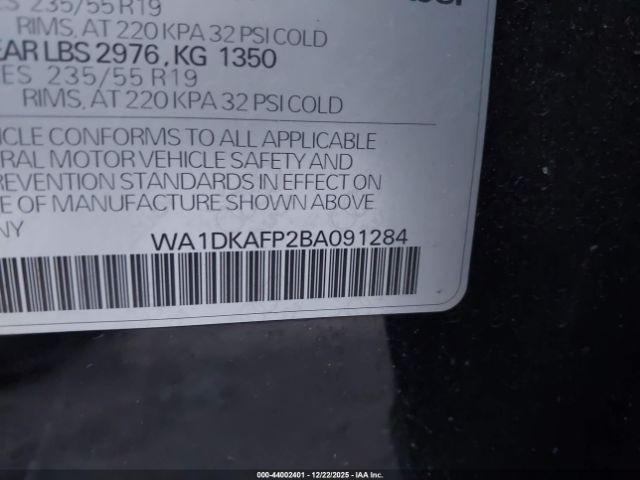 ES 235/55 R19
RIMS, AT 220 KPA 32 PSI COLD
EAR LBS 2976, KG 1350
ES 235/55 R19
RIMS, AT 220 KPA 32 PSI COLD
ICLE CONFORMS TO ALL APPLICABLE
ERAL MOTOR VEHICLE SAFETY AND
REVENTION STANDARDS IN EFFECT ON
E OF MANUFACTURE SHOWN ABOVE
NY
WA1DKAFP2BA091284
000-44002401 - 12/22/2025 - IAA Inc.